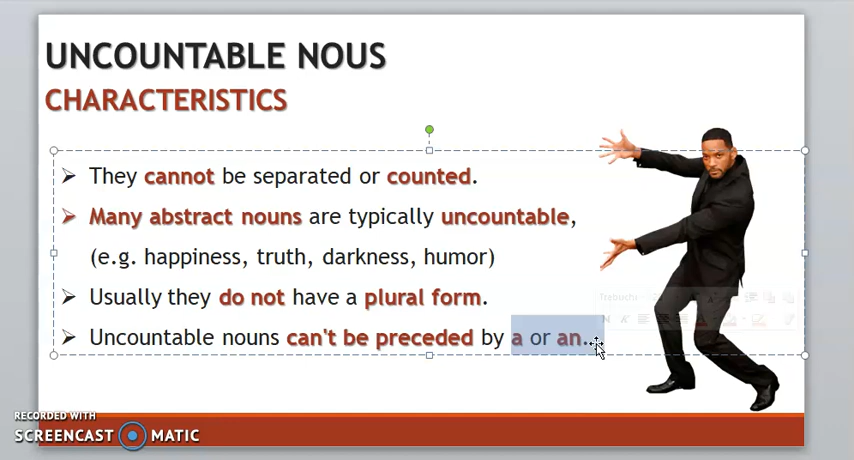 UNCOUNTABLE NOUS
CHARACTERISTICS
They cannot be separated or counted.
Many abstract nouns are typically uncountable,
(e.g. happiness, truth, darkness, humor)
Usually they do not have a plural form.
Uncountable nouns can't be preceded by a or an...
RECORDED WITH
SCREENCAST MATIC